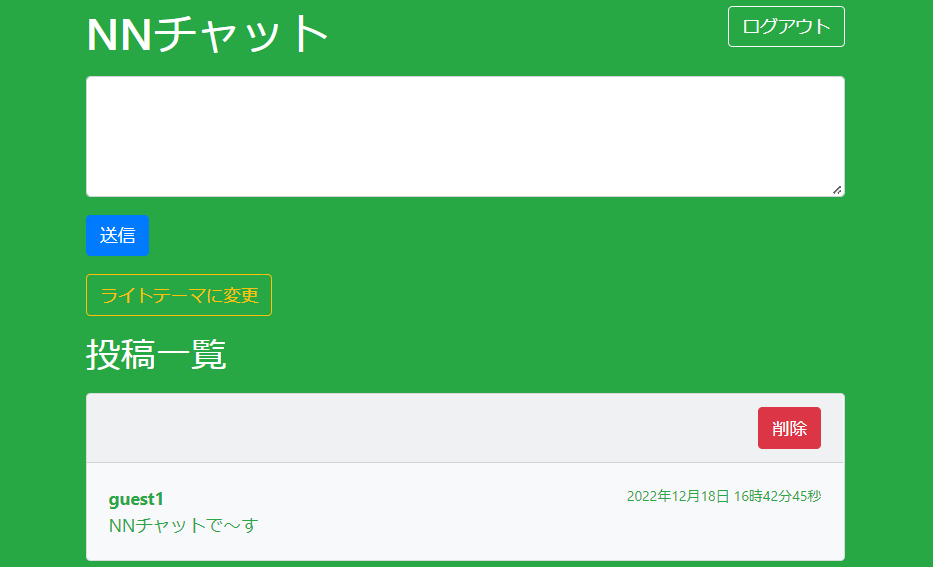 NNチャット
ログアウト
送信
ライトテーマに変更
投稿一覧
削除
guest1
2022年12月18日 16時42分45秒
NNチャットで～す